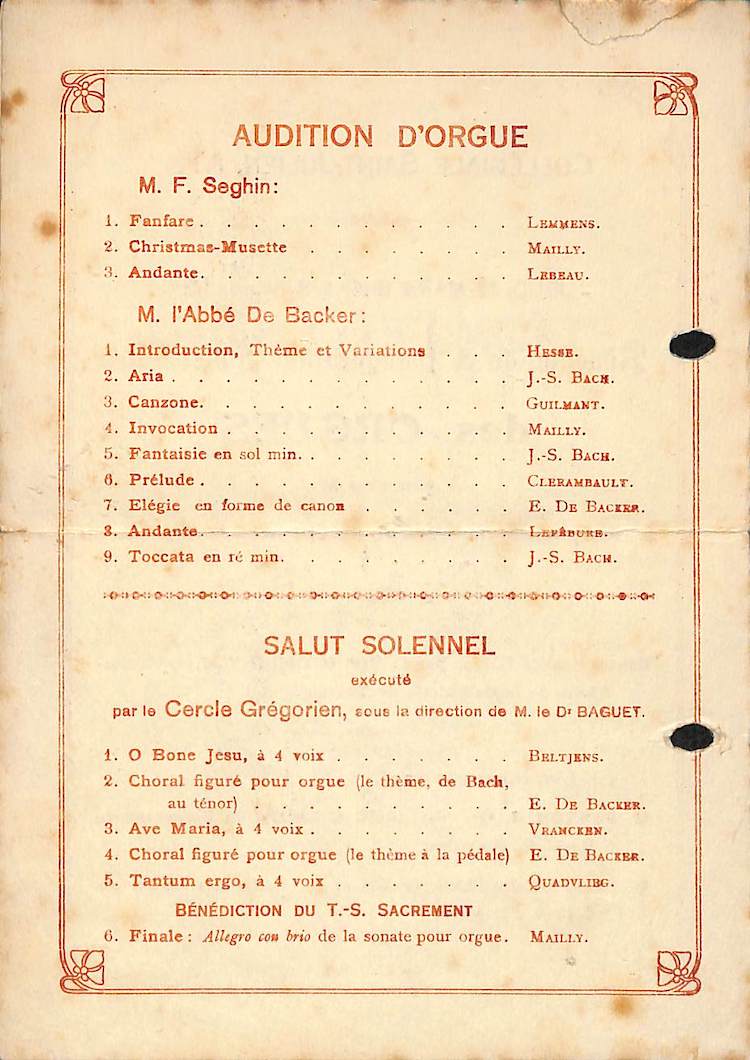 AUDITION D'ORGUE
M. F. Seghin:
1. Fanfare . . . . . . . . . . . . LEMMENS.
2. Christmas-Musette . . . . . . . . MAILLY.
3. Andante. . . . . . . . . . . . LEBEAU.
M. l'Abbé De Backer:
1. Introduction, Thème et Variations . . . HESSE.
2. Aria . . . . . . . . . . . . . J.-S. BACH.
3. Canzone. . . . . . . . . . . . GUILMANT.
4. Invocation . . . . . . . . . . . MAILLY.
5. Fantaisie en sol min. . . . . . . . . J.-S. BACH.
6. Prélude . . . . . . . . . . . . CLERAMBAULT.
7. Elégie en forme de canon . . . . . . E. DE BACKER.
8. Andante . . . . . . . . . . . . LEFÉBURE.
9. Toccata en ré min. . . . . . . . . J.-S. BACH.
SALUT SOLENNEL
exécuté
par le Cercle Grégorien, sous la direction de M. le Dr BAGUET.
1. O Bone Jesu, à 4 voix . . . . . . . BELTJENS.
2. Choral figuré pour orgue (le thème, de Bach,
au ténor) . . . . . . . . . . E. DE BACKER.
3. Ave Maria, à 4 voix . . . . . . . . VRANCKEN.
4. Choral figuré pour orgue (le thème à la pédale) E. DE BACKER.
5. Tantum ergo, à 4 voix . . . . . . . QUADVLIEG.
BÉNÉDICTION DU T.-S. SACREMENT
6. Finale : Allegro con brio de la sonate pour orgue. MAILLY.